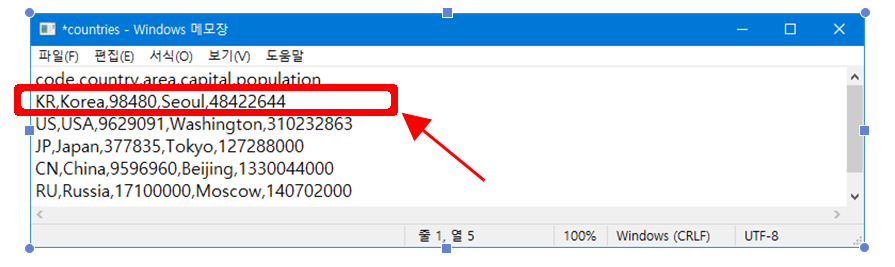 *countries - Windows 메모장
파일(F) 편집(E) 서식(O) 보기(V) 도움말
code,country,area,capital,population
KR,Korea,98480,Seoul,48422644
US,USA,9629091,Washington,310232863
JP,Japan,377835,Tokyo,127288000
CN,China,9596960,Beijing,1330044000
RU,Russia,17100000,Moscow,140702000
줄 1, 열 5 100% Windows (CRLF) UTF-8